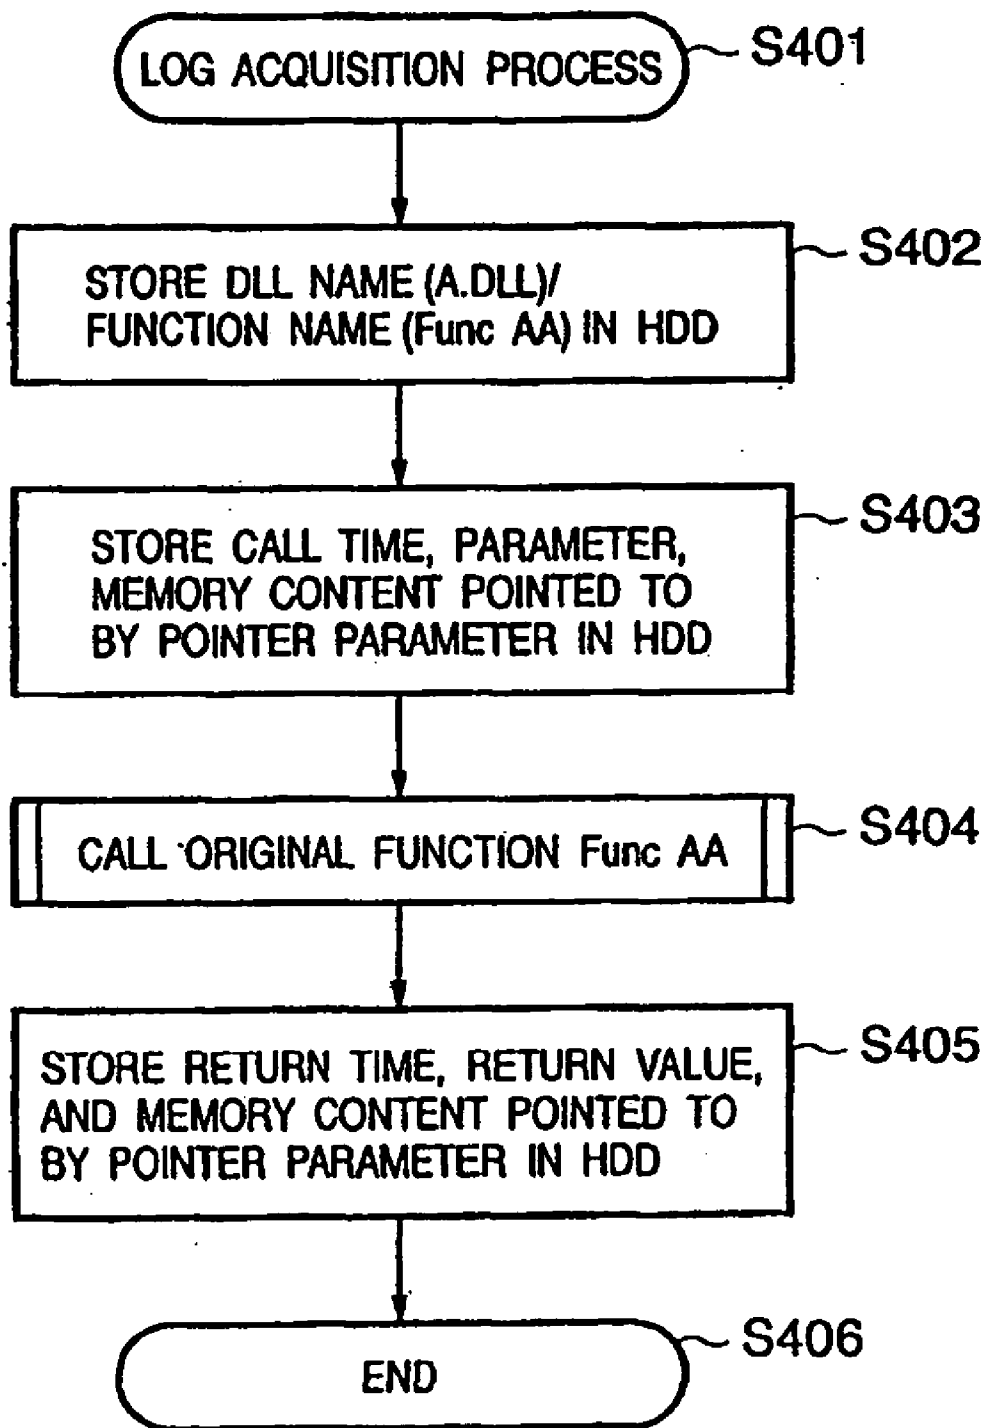 LOG ACQUISITION PROCESS
S401
STORE DLL NAME (A.DLL)/
FUNCTION NAME (Func AA) IN HDD
S402
STORE CALL TIME, PARAMETER,
MEMORY CONTENT POINTED TO
BY POINTER PARAMETER IN HDD
S403
CALL ORIGINAL FUNCTION Func AA
S404
STORE RETURN TIME, RETURN VALUE,
AND MEMORY CONTENT POINTED TO
BY POINTER PARAMETER IN HDD
S405
END
S406